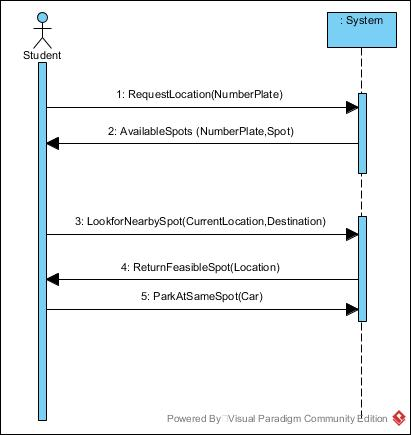 : System
Student
1: RequestLocation(NumberPlate)
2: AvailableSpots (NumberPlate,Spot)
3: LookforNearbySpot(CurrentLocation,Destination)
4: ReturnFeasibleSpot(Location)
5: ParkAtSameSpot(Car)
Powered By Visual Paradigm Community Edition